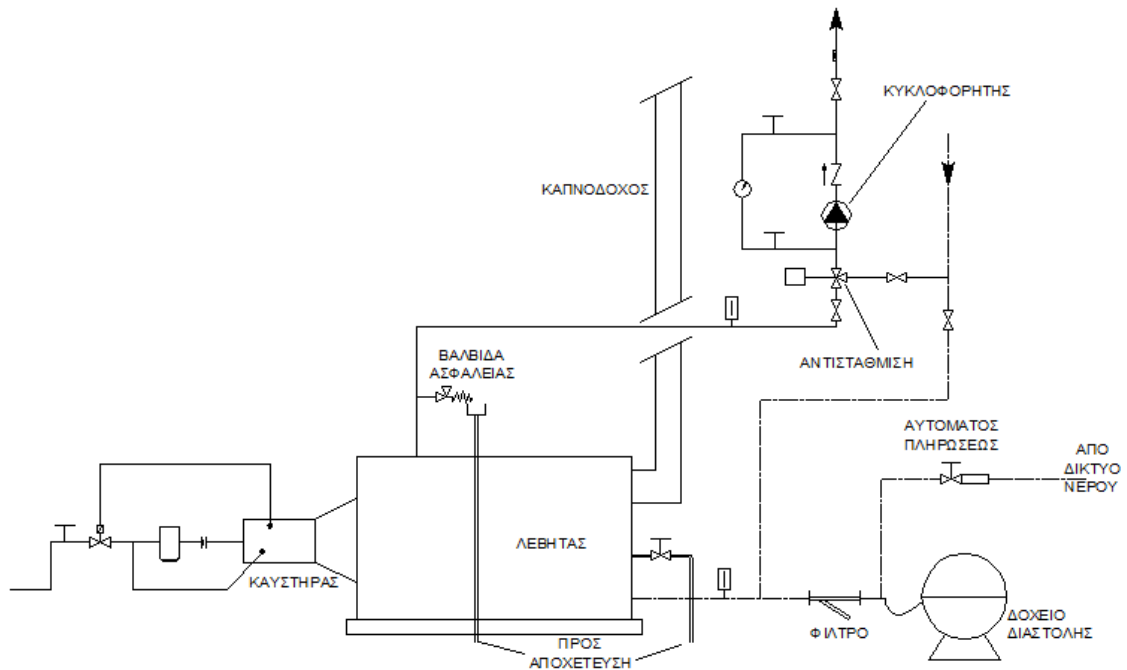 ΚΥΚΛΟΦΟΡΗΤΗΣ
ΚΑΠΝΟΔΟΧΟΣ
ΑΝΤΙΣΤΑΘΜΙΣΗ
ΒΑΛΒΙΔΑ
ΑΣΦΑΛΕΙΑΣ
ΑΥΤΟΜΑΤΟΣ
ΠΛΗΡΩΣΕΩΣ
ΑΠΟ
ΔΙΚΤΥΟ
ΝΕΡΟΥ
ΛΕΒΗΤΑΣ
ΚΑΥΣΤΗΡΑΣ
ΦΙΛΤΡΟ
ΔΟΧΕΙΟ
ΔΙΑΣΤΟΛΗΣ
ΠΡΟΣ
ΑΠΟΧΕΤΕΥΣΗ